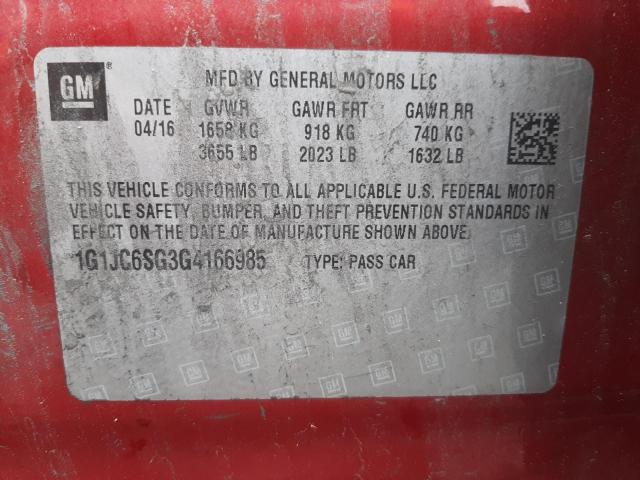 GM ®
MFD BY GENERAL MOTORS LLC
DATE GVWR GAWR FRT GAWR RR
04/16 1658 KG 918 KG 740 KG
3655 LB 2023 LB 1632 LB
THIS VEHICLE CONFORMS TO ALL APPLICABLE U.S. FEDERAL MOTOR
VEHICLE SAFETY, BUMPER, AND THEFT PREVENTION STANDARDS IN
EFFECT ON THE DATE OF MANUFACTURE SHOWN ABOVE.
1G1JC6SG3G4166985 TYPE: PASS CAR